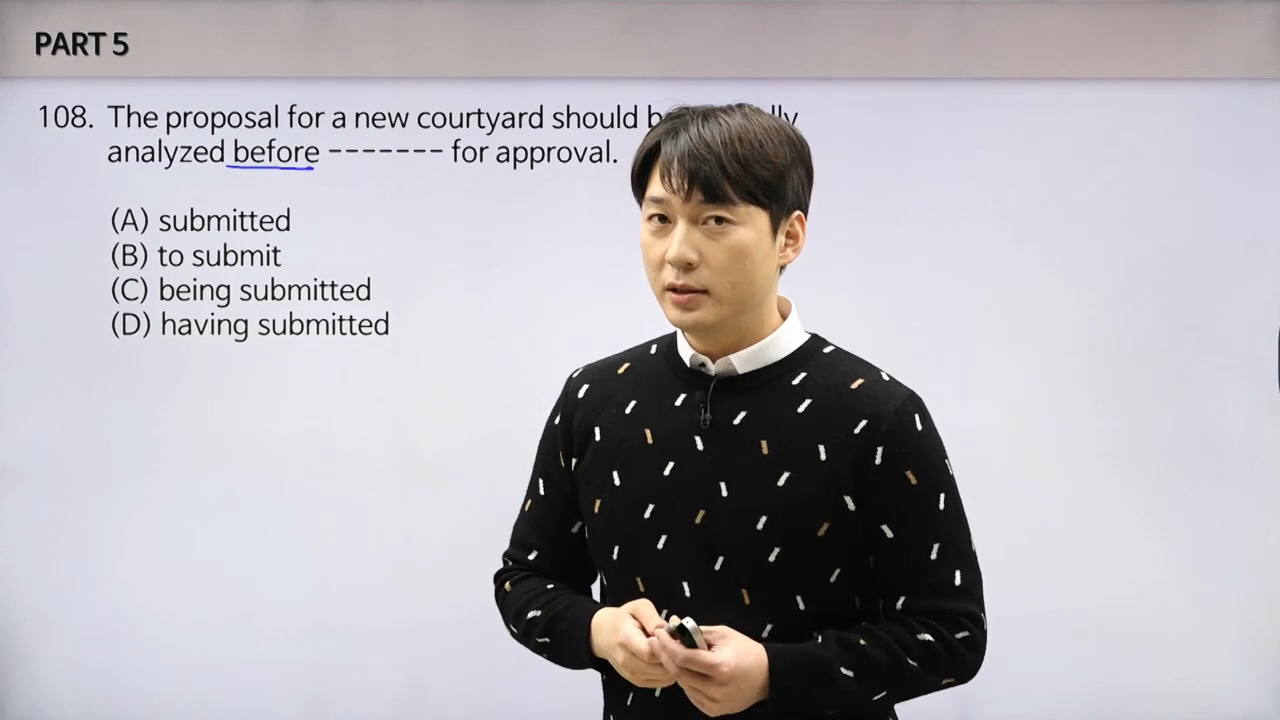 PART 5
108. The proposal for a new courtyard should
analyzed before ------- for approval.
(A) submitted
(B) to submit
(C) being submitted
(D) having submitted